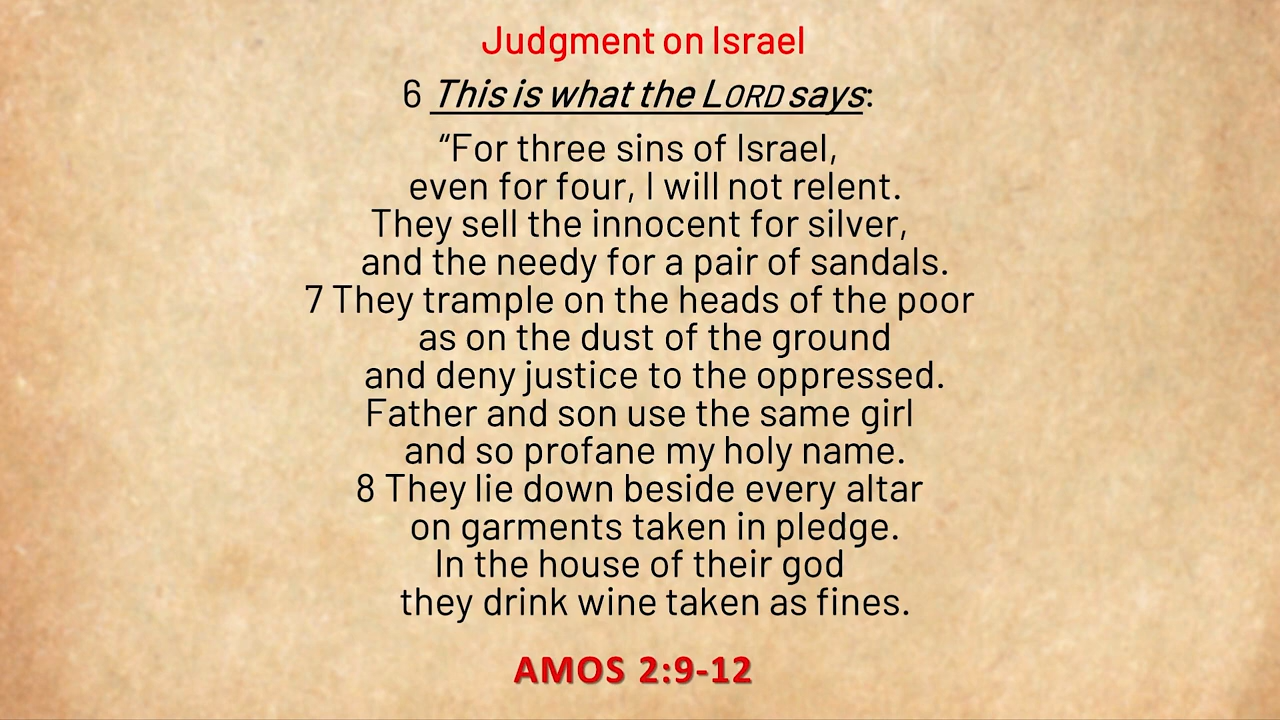 Judgment on Israel
6 This is what the LORD says:
“For three sins of Israel,
even for four, I will not relent.
They sell the innocent for silver,
and the needy for a pair of sandals.
7 They trample on the heads of the poor
as on the dust of the ground
and deny justice to the oppressed.
Father and son use the same girl
and so profane my holy name.
8 They lie down beside every altar
on garments taken in pledge.
In the house of their god
they drink wine taken as fines.
AMOS 2:9-12